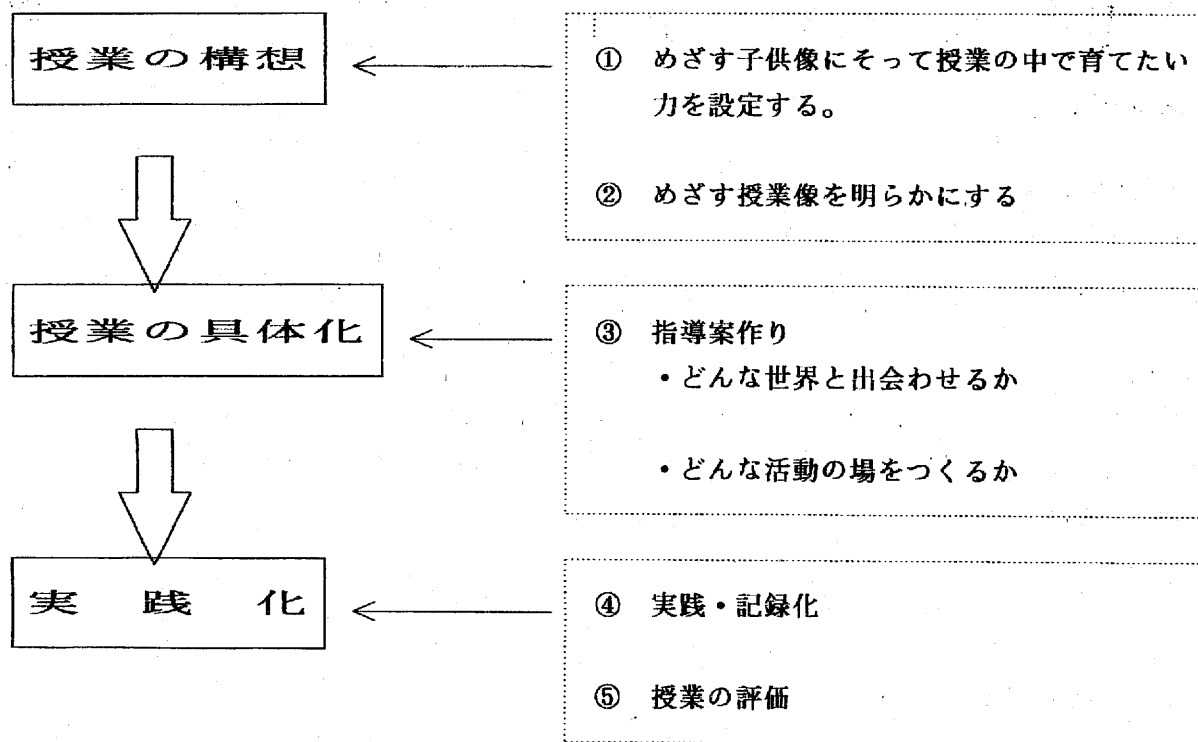 授業の構想
① めざす子供像にそって授業の中で育てたい
力を設定する。
② めざす授業像を明らかにする
授業の具体化
③ 指導案作り
・どんな世界と出会わせるか
・どんな活動の場をつくるか
実 践 化
④ 実践・記録化
⑤ 授業の評価